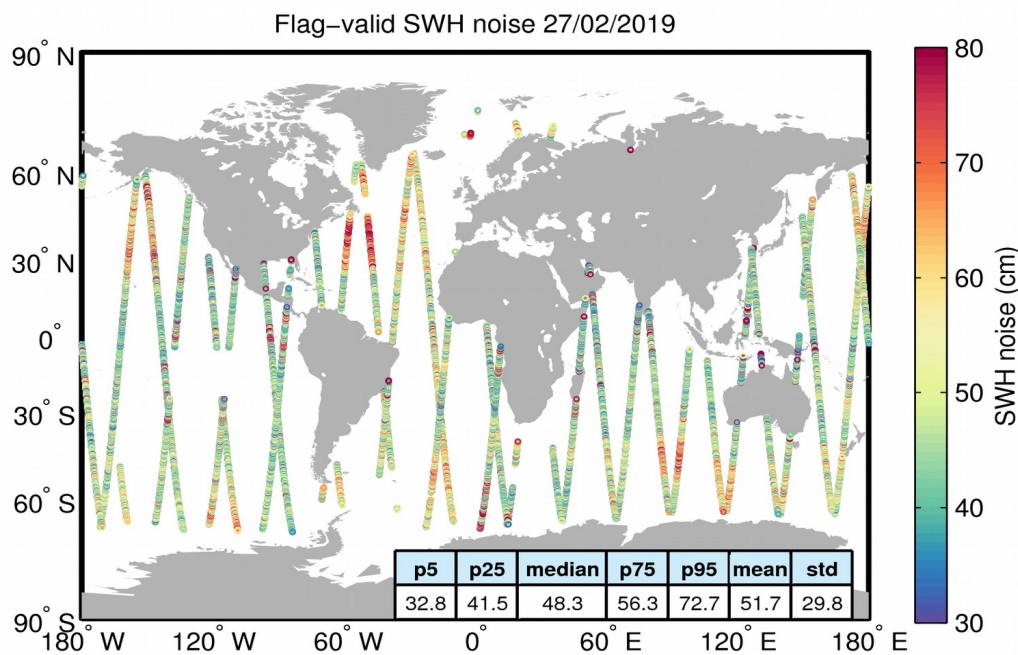 Flag−valid SWH noise 27/02/2019
90° N
60° N
30° N
0°
30° S
60° S
90° S
180° W
120° W
60° W
0°
60° E
120° E
180° E
80
70
60
50
40
30
SWH noise (cm)
p5 p25 median p75 p95 mean std
32.8 41.5 48.3 56.3 72.7 51.7 29.8